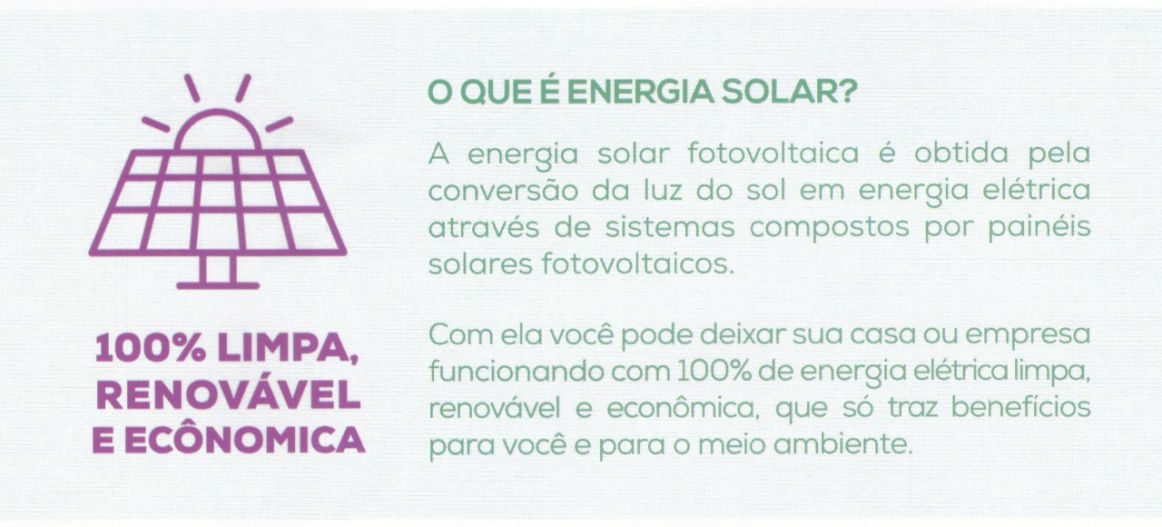 O QUE É ENERGIA SOLAR?
A energia solar fotovoltaica é obtida pela
conversão da luz do sol em energia elétrica
através de sistemas compostos por painéis
solares fotovoltaicos.
Com ela você pode deixar sua casa ou empresa
funcionando com 100% de energia elétrica limpa,
renovável e econômica, que só traz benefícios
para você e para o meio ambiente.
100% LIMPA,
RENOVÁVEL
E ECÔNOMICA